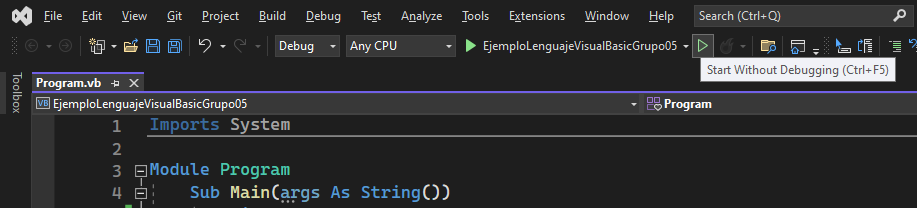 File Edit View Git Project Build Debug Test Analyze Tools Extensions Window Help Search (Ctrl+Q)
Debug Any CPU EjemploLenguajeVisualBasicGrupo05
Start Without Debugging (Ctrl+F5)
Toolbox
Program.vb
VB EjemploLenguajeVisualBasicGrupo05 Program
1 Imports System
2
3 Module Program
4 Sub Main(args As String())